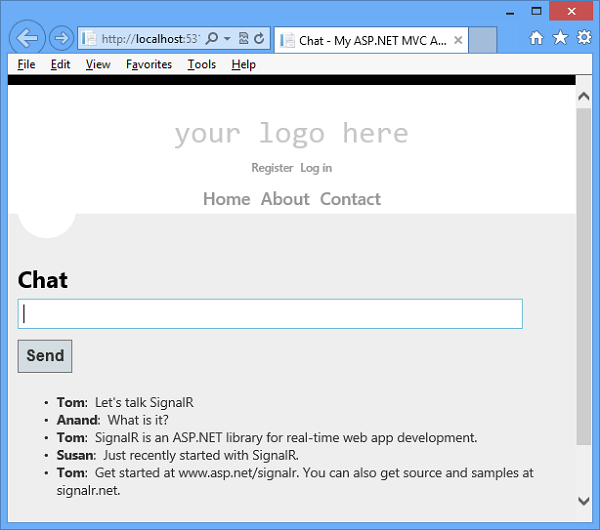 http://localhost:531
Chat - My ASP.NET MVC A...
File Edit View Favorites Tools Help
your logo here
Register Log in
Home About Contact
Chat
Send
• Tom: Let's talk SignalR
• Anand: What is it?
• Tom: SignalR is an ASP.NET library for real-time web app development.
• Susan: Just recently started with SignalR.
• Tom: Get started at www.asp.net/signalr. You can also get source and samples at
signalr.net.